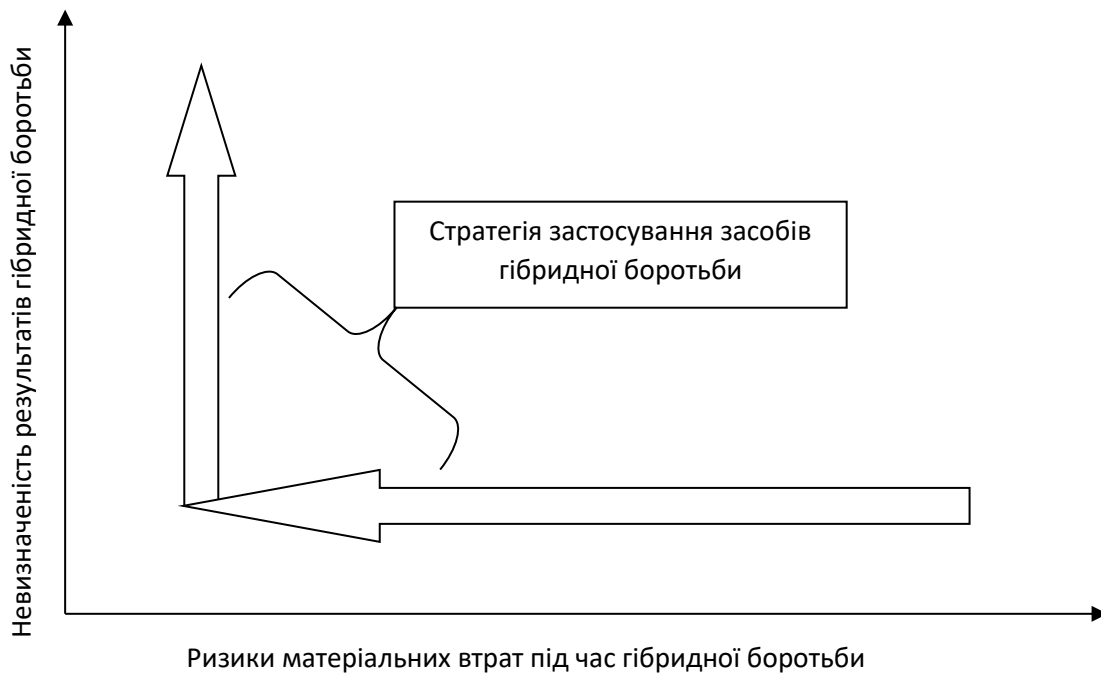 Невизначеність результатів гібридної боротьби
Стратегія застосування засобів
гібридної боротьби
Ризики матеріальних втрат під час гібридної боротьби